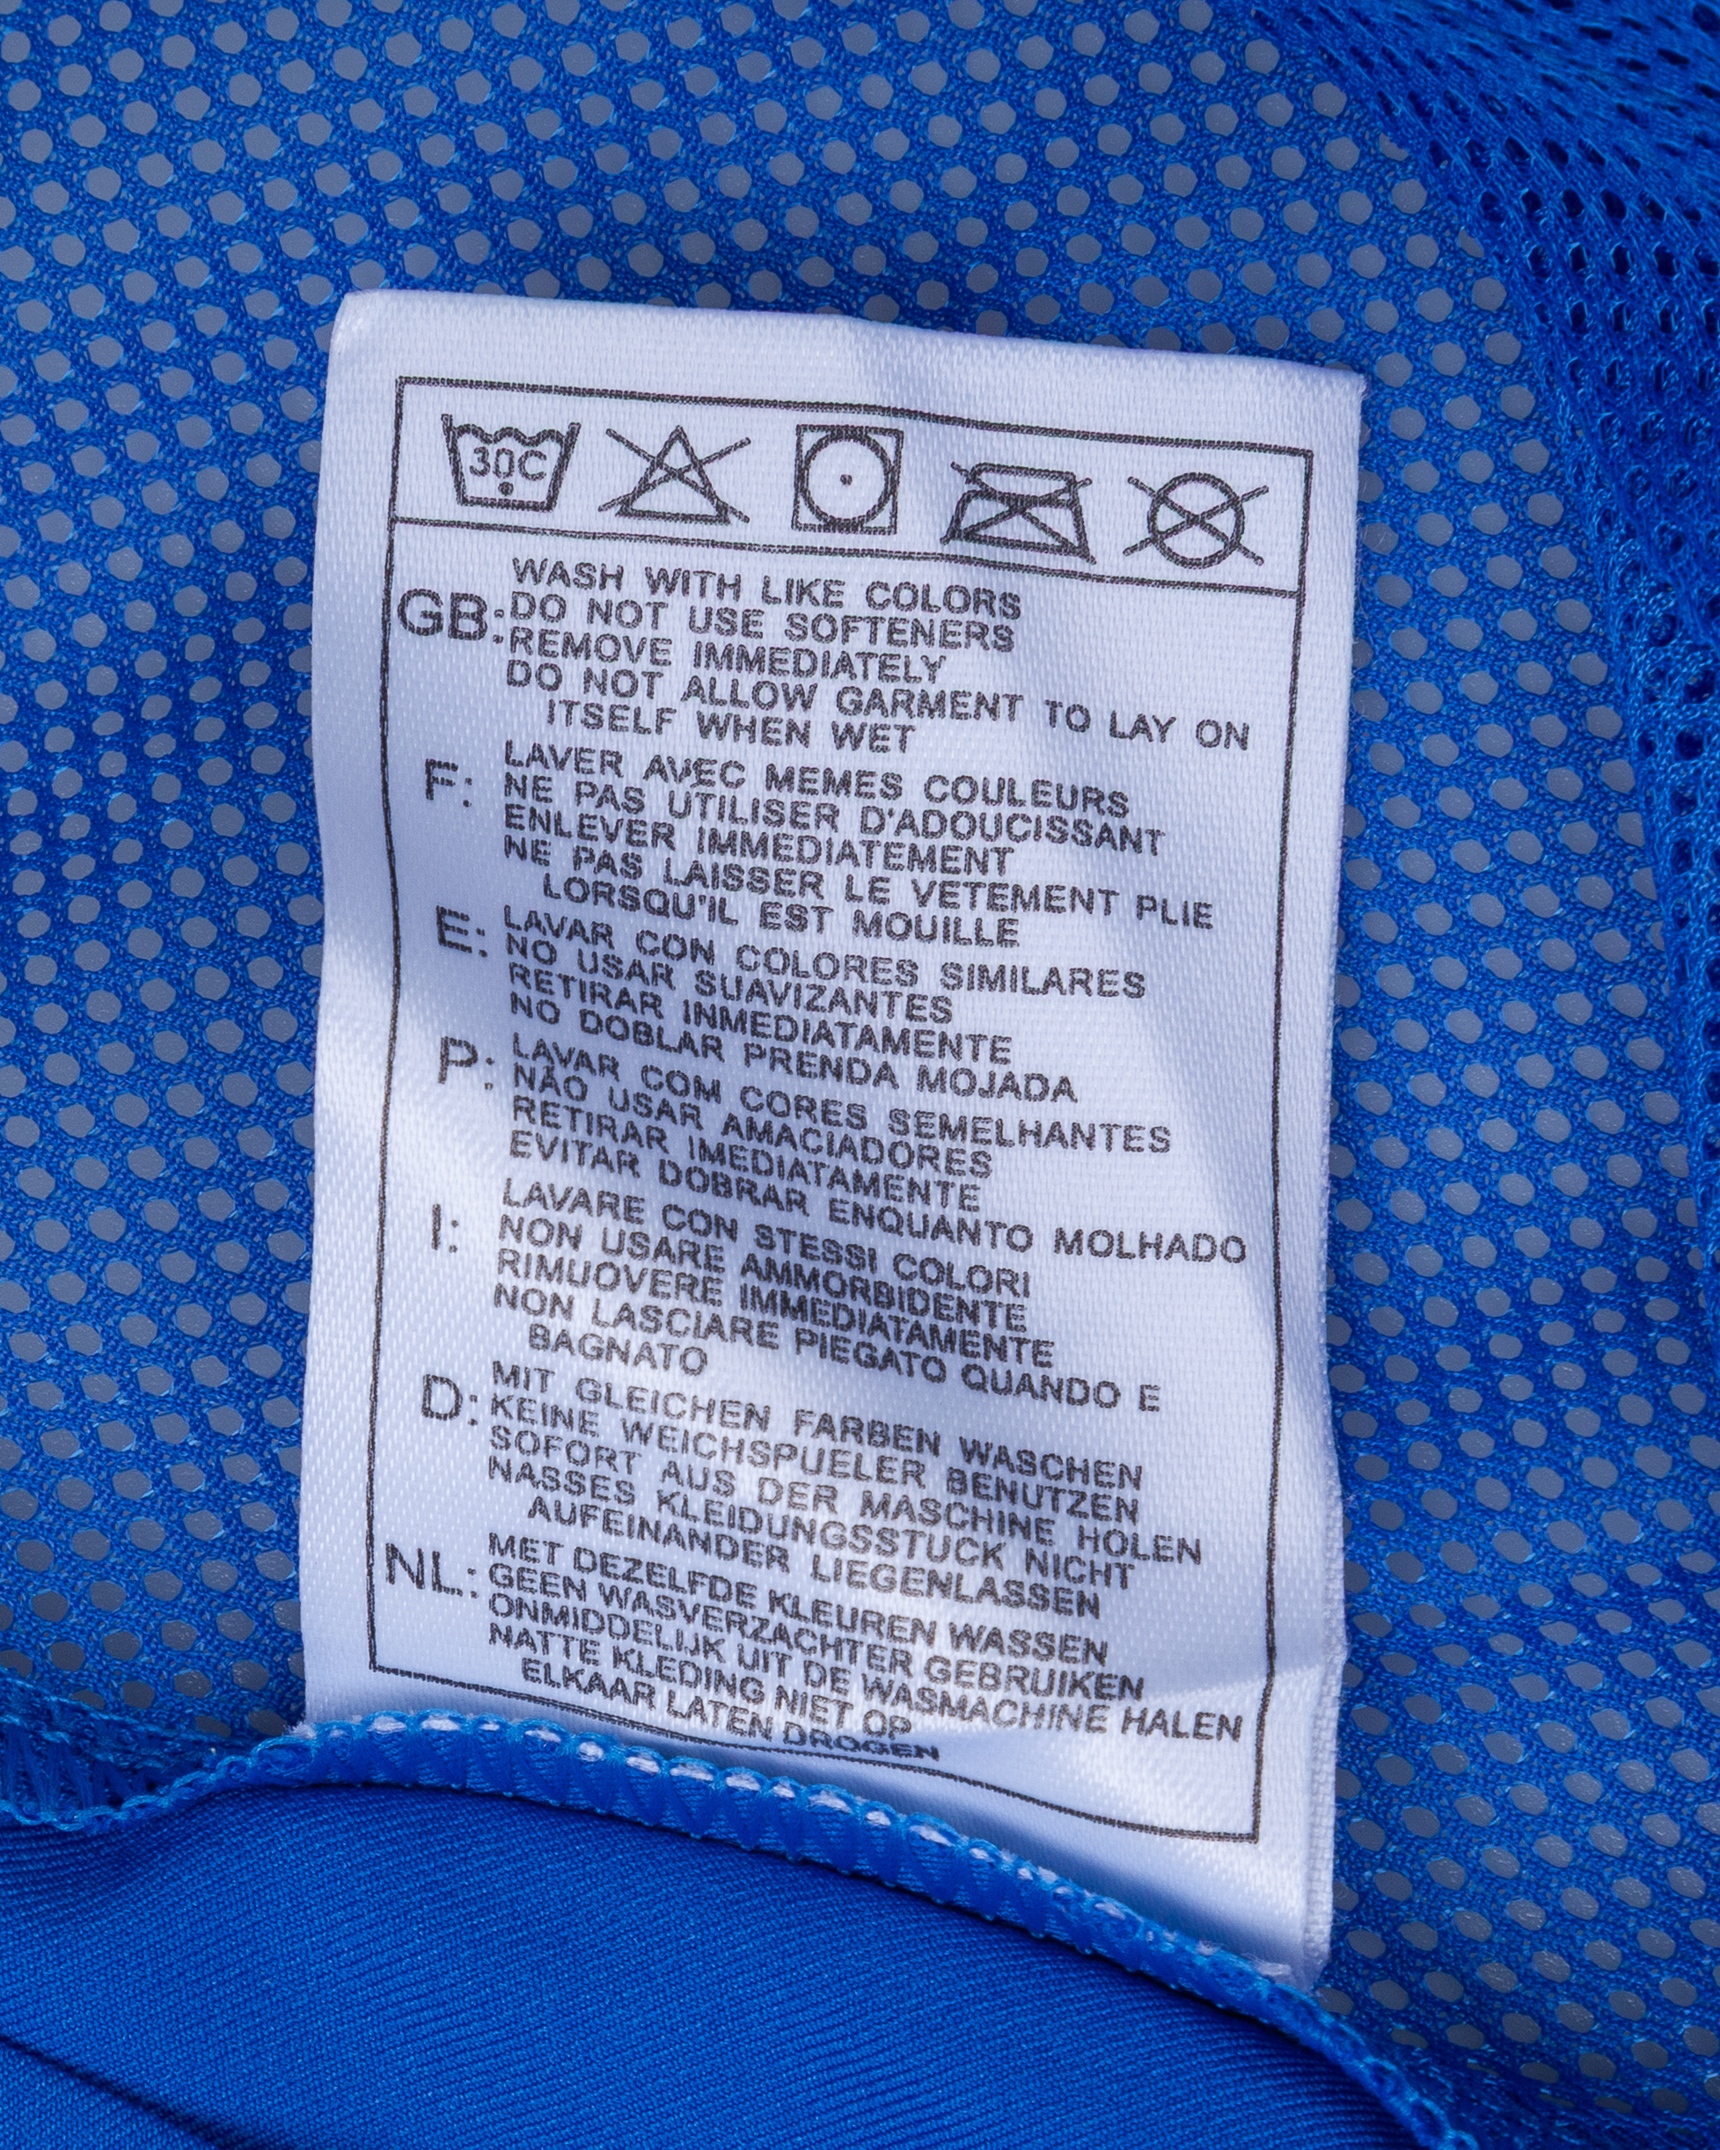 30C
GB: WASH WITH LIKE COLORS
DO NOT USE SOFTENERS
REMOVE IMMEDIATELY
DO NOT ALLOW GARMENT TO LAY ON
ITSELF WHEN WET
F: LAVER AVEC MEMES COULEURS
NE PAS UTILISER D'ADOUCISSANT
ENLEVER IMMEDIATEMENT
NE PAS LAISSER LE VETEMENT PLIE
LORSQU'IL EST MOUILLE
E: LAVAR CON COLORES SIMILARES
NO USAR SUAVIZANTES
RETIRAR INMEDIATAMENTE
NO DOBLAR PRENDA MOJADA
P: LAVAR COM CORES SEMELHANTES
NÃO USAR AMACIADORES
RETIRAR IMEDIATAMENTE
EVITAR DOBRAR ENQUANTO MOLHADO
I: LAVARE CON STESSI COLORI
NON USARE AMMORBIDENTE
RIMUOVERE IMMEDIATAMENTE
NON LASCIARE PIEGATO QUANDO E
BAGNATO
D: MIT GLEICHEN FARBEN WASCHEN
KEINE WEICHSPUELER BENUTZEN
SOFORT AUS DER MASCHINE HOLEN
NASSES KLEIDUNGSSTUCK NICHT
AUFEINANDER LIEGENLASSEN
NL: MET DEZELFDE KLEUREN WASSEN
GEEN WASVERZACHTER GEBRUIKEN
ONMIDDELIJK UIT DE WASMACHINE HALEN
NATTE KLEDING NIET OP
ELKAAR LATEN DROGEN